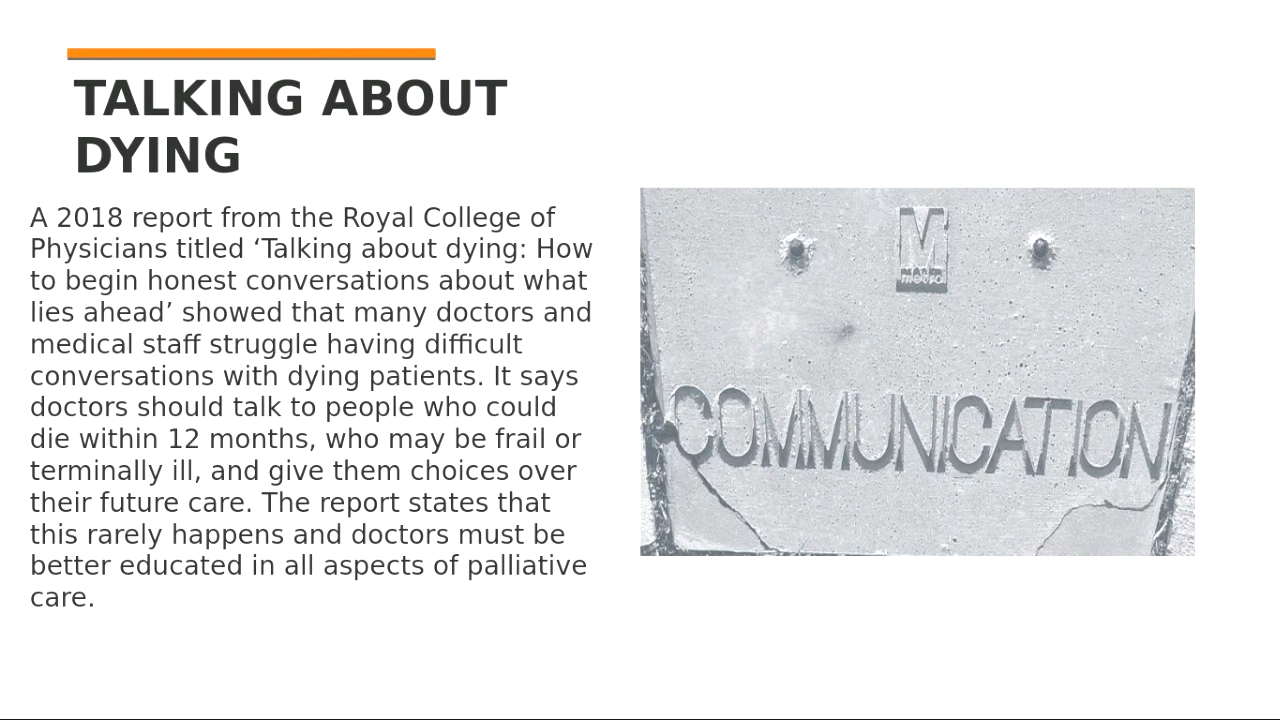 TALKING ABOUT
DYING
A 2018 report from the Royal College of
Physicians titled ‘Talking about dying: How
to begin honest conversations about what
lies ahead’ showed that many doctors and
medical staff struggle having difficult
conversations with dying patients. It says
doctors should talk to people who could
die within 12 months, who may be frail or
terminally ill, and give them choices over
their future care. The report states that
this rarely happens and doctors must be
better educated in all aspects of palliative
care.
M
COMMUNICATION